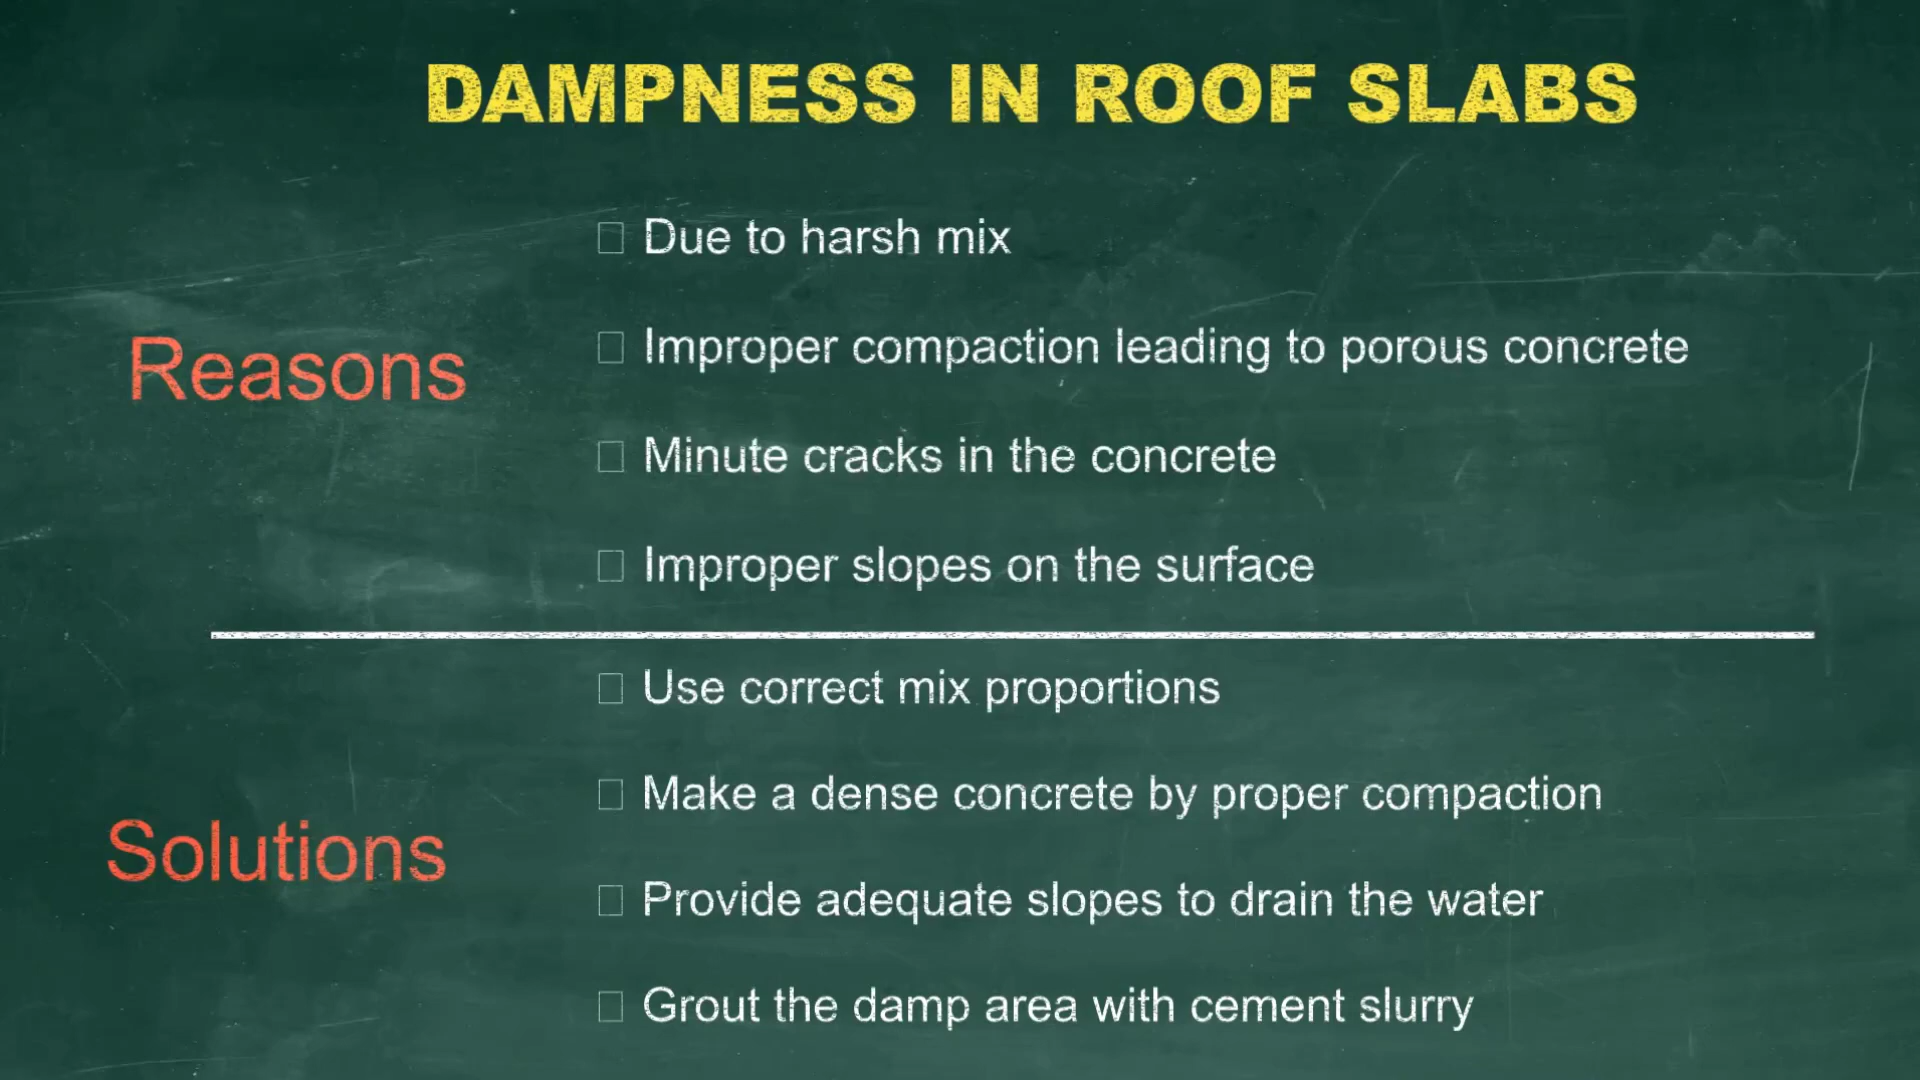 DAMPNESS IN ROOF SLABS
Reasons
Due to harsh mix
Improper compaction leading to porous concrete
Minute cracks in the concrete
Improper slopes on the surface
Solutions
Use correct mix proportions
Make a dense concrete by proper compaction
Provide adequate slopes to drain the water
Grout the damp area with cement slurry